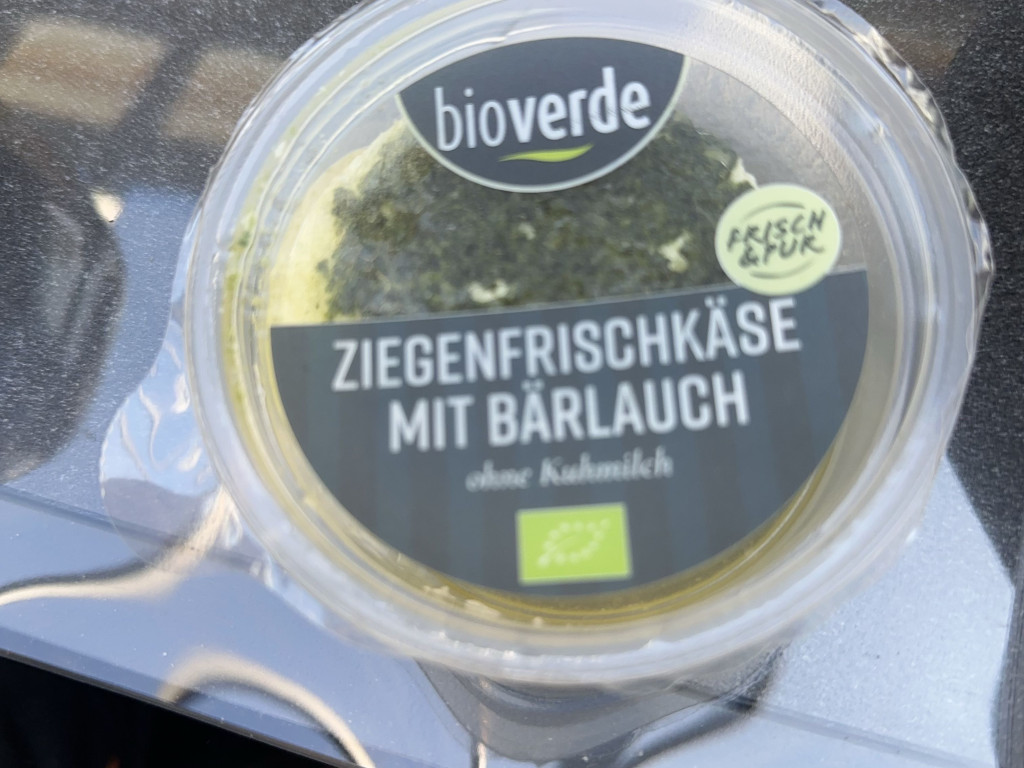 bioverde
FRISCH
& PUR
ZIEGENFRISCHKÄSE
MIT BÄRLAUCH
ohne Kuhmilch